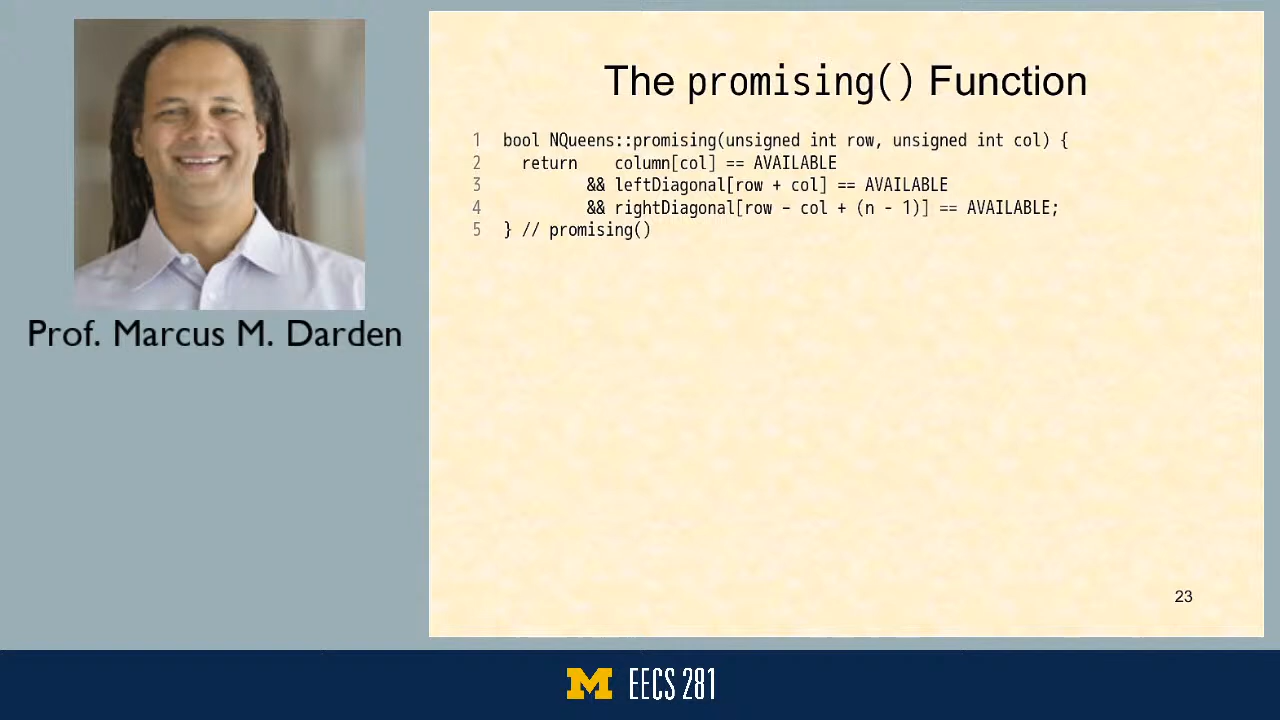 Prof. Marcus M. Darden
The promising() Function
1 bool NQueens::promising(unsigned int row, unsigned int col) {
2   return    column[col] == AVAILABLE
3          && leftDiagonal[row + col] == AVAILABLE
4          && rightDiagonal[row - col + (n - 1)] == AVAILABLE;
5 } // promising()
23
M EECS 281